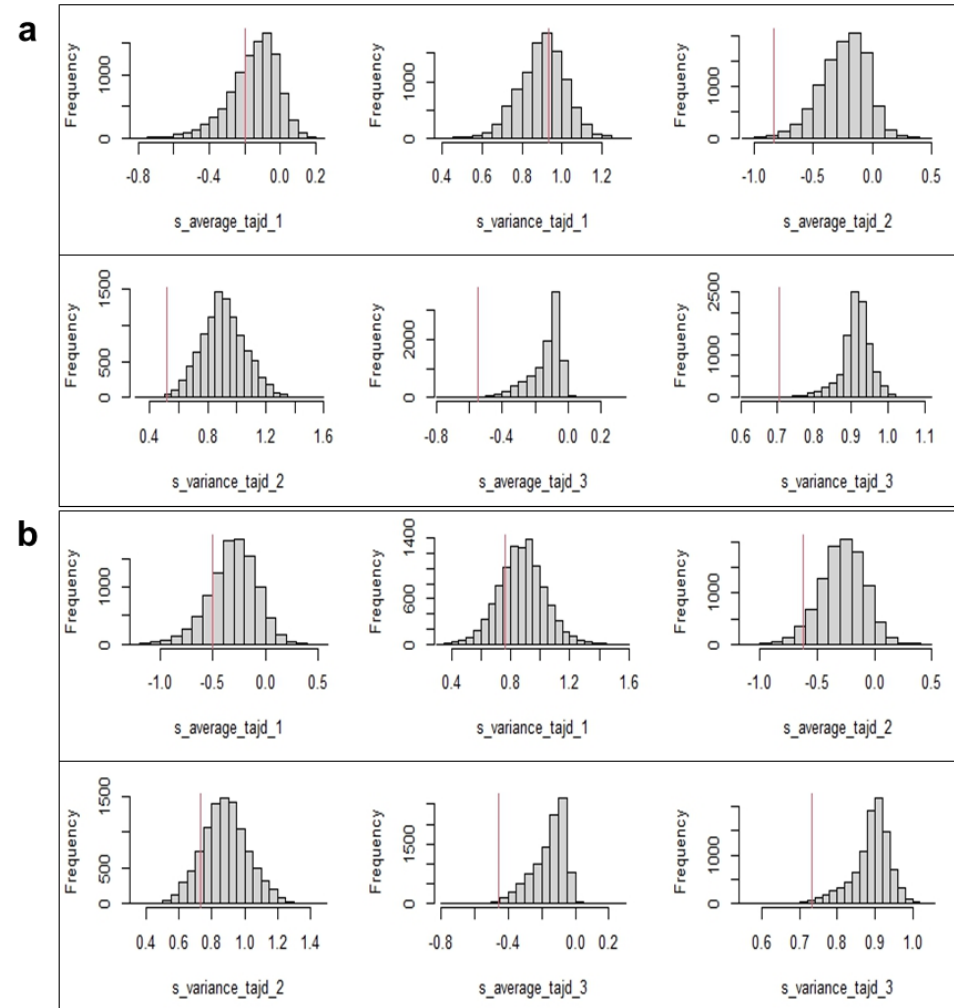 a
Frequency
0 1000
-0.8 -0.4 0.0 0.2
s_average_tajd_1
Frequency
0 1000
0.4 0.6 0.8 1.0 1.2
s_variance_tajd_1
Frequency
0 1000
-1.0 -0.5 0.0 0.5
s_average_tajd_2
Frequency
0 500 1500
0.4 0.8 1.2 1.6
s_variance_tajd_2
Frequency
0 2000
-0.8 -0.4 0.0 0.2
s_average_tajd_3
Frequency
0 1000 2500
0.6 0.7 0.8 0.9 1.0 1.1
s_variance_tajd_3
b
Frequency
0 1000
-1.0 -0.5 0.0 0.5
s_average_tajd_1
Frequency
0 600 1400
0.4 0.8 1.2 1.6
s_variance_tajd_1
Frequency
0 1000
-1.0 -0.5 0.0 0.5
s_average_tajd_2
Frequency
0 500 1500
0.4 0.6 0.8 1.0 1.2 1.4
s_variance_tajd_2
Frequency
0 1500
-0.8 -0.4 0.0 0.2
s_average_tajd_3
Frequency
0 1000
0.6 0.7 0.8 0.9 1.0
s_variance_tajd_3